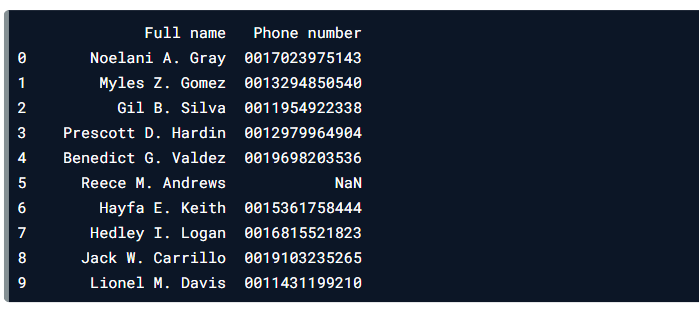 Full name Phone number
0 Noelani A. Gray 0017023975143
1 Myles Z. Gomez 0013294850540
2 Gil B. Silva 0011954922338
3 Prescott D. Hardin 0012979964904
4 Benedict G. Valdez 0019698203536
5 Reece M. Andrews NaN
6 Hayfa E. Keith 0015361758444
7 Hedley I. Logan 0016815521823
8 Jack W. Carrillo 0019103235265
9 Lionel M. Davis 0011431199210